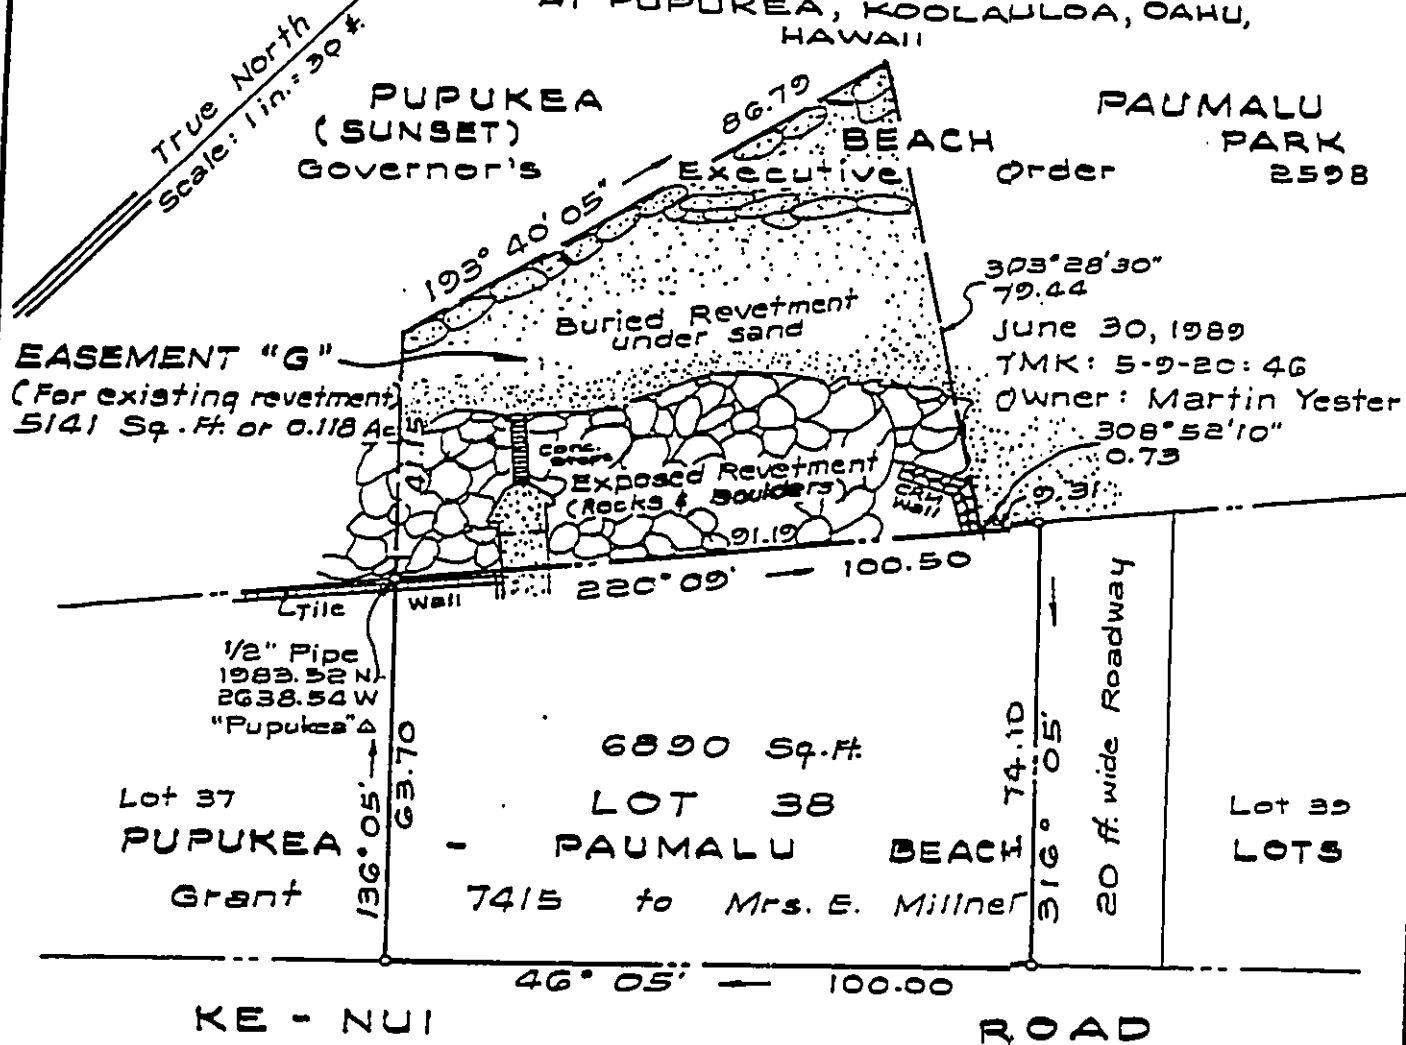 AT PUPUKEA, KOOLAULOA, OAHU,
HAWAII
True North
Scale: 1 in. = 30 ft.
PUPUKEA
(SUNSET)
Governor's
BEACH
Executive
Order
PAUMALU
PARK
2598
86.79
193° 40' 05"
303° 28' 30"
79.44
June 30, 1989
TMK: 5-9-20: 46
Owner: Martin Yester
308° 52' 10"
0.73
9.31
Buried Revetment
under sand
EASEMENT "G"
(For existing revetment)
5141 Sq. Ft. or 0.118 Ac.
41.15
Conc.
Steps
Exposed Revetment
(Rocks & Boulders)
CRM
Wall
91.19
220° 09'
100.50
Tile
Wall
1/2" Pipe
1983.52 N
2638.54 W
"Pupukea" △
136° 05'
63.70
6890 Sq. Ft.
LOT 38
74.10
316° 05'
20 ft. wide Roadway
Lot 37
Lot 39
PUPUKEA - PAUMALU BEACH LOTS
Grant 7415 to Mrs. E. Millner
46° 05'
100.00
KE - NUI ROAD